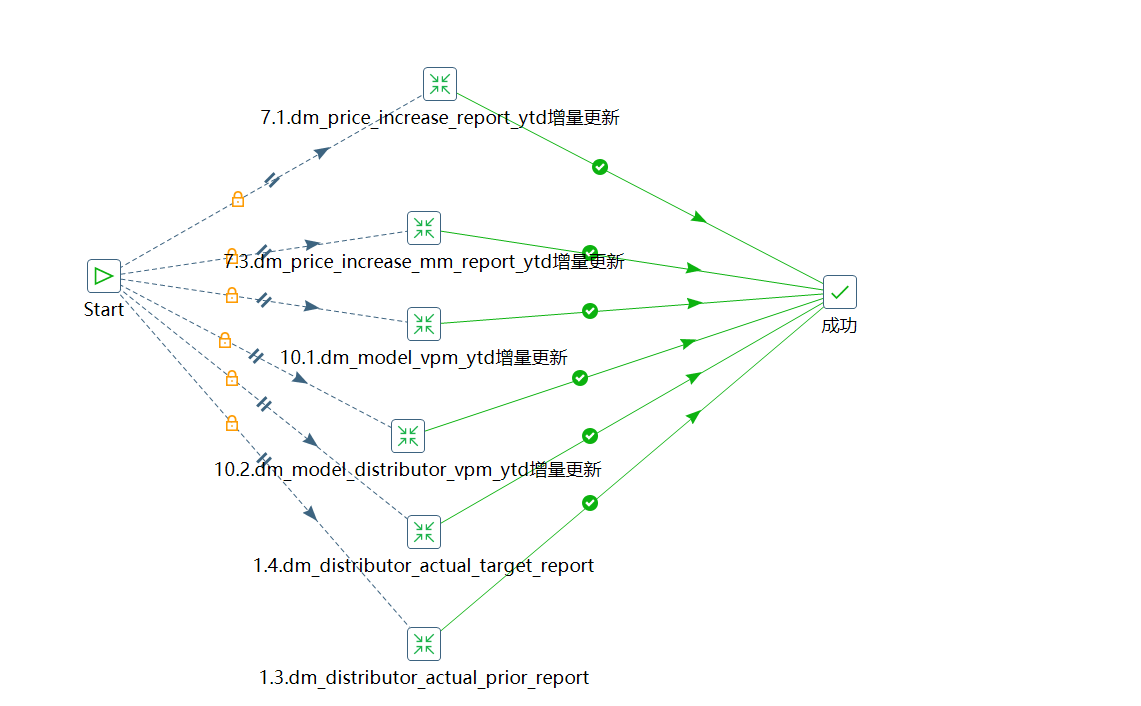 7.1.dm_price_increase_report_ytd增量更新
7.3.dm_price_increase_mm_report_ytd增量更新
Start
成功
10.1.dm_model_vpm_ytd增量更新
10.2.dm_model_distributor_vpm_ytd增量更新
1.4.dm_distributor_actual_target_report
1.3.dm_distributor_actual_prior_report